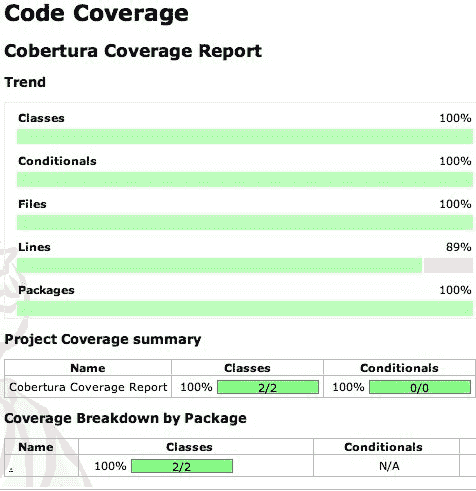 Code Coverage
Cobertura Coverage Report
Trend
Classes 100%
Conditionals 100%
Files 100%
Lines 89%
Packages 100%
Project Coverage summary
Name Classes Conditionals
Cobertura Coverage Report 100% 2/2 100% 0/0
Coverage Breakdown by Package
Name Classes Conditionals
. 100% 2/2 N/A